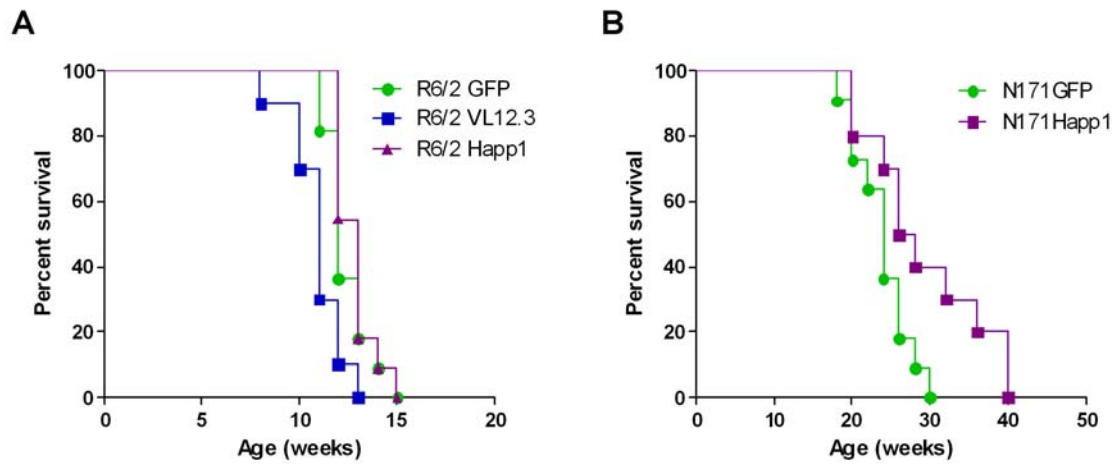 A
Percent survival
100
80
60
40
20
0
0 5 10 15 20
Age (weeks)
R6/2 GFP
R6/2 VL12.3
R6/2 Happ1
B
Percent survival
100
80
60
40
20
0
0 10 20 30 40 50
Age (weeks)
N171GFP
N171Happ1